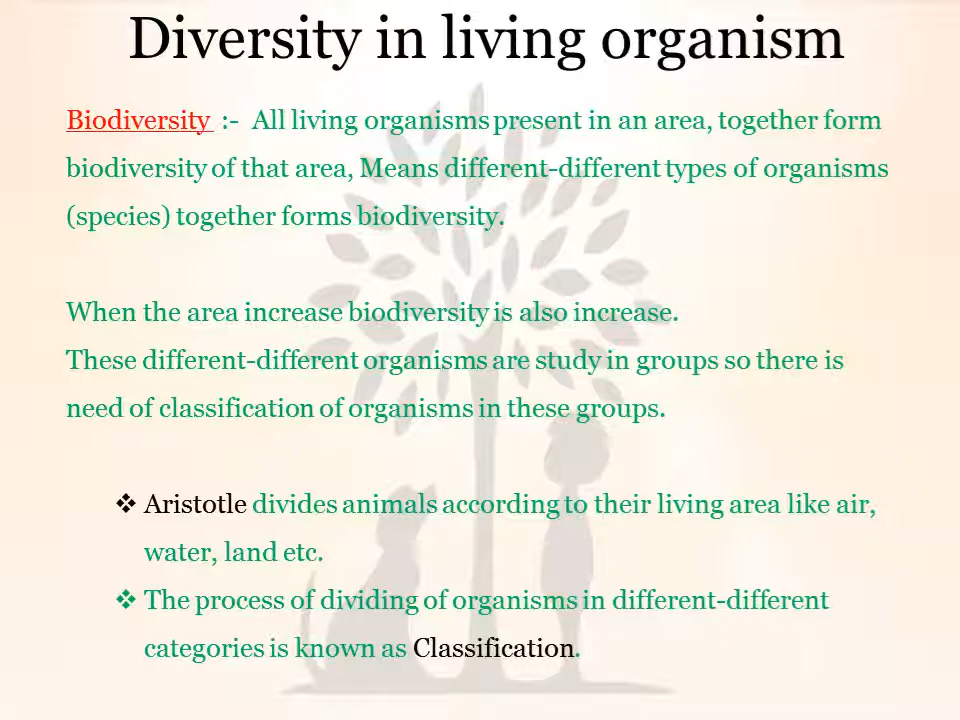 Diversity in living organism
Biodiversity :- All living organisms present in an area, together form
biodiversity of that area, Means different-different types of organisms
(species) together forms biodiversity.
When the area increase biodiversity is also increase.
These different-different organisms are study in groups so there is
need of classification of organisms in these groups.
❖ Aristotle divides animals according to their living area like air,
water, land etc.
❖ The process of dividing of organisms in different-different
categories is known as Classification.